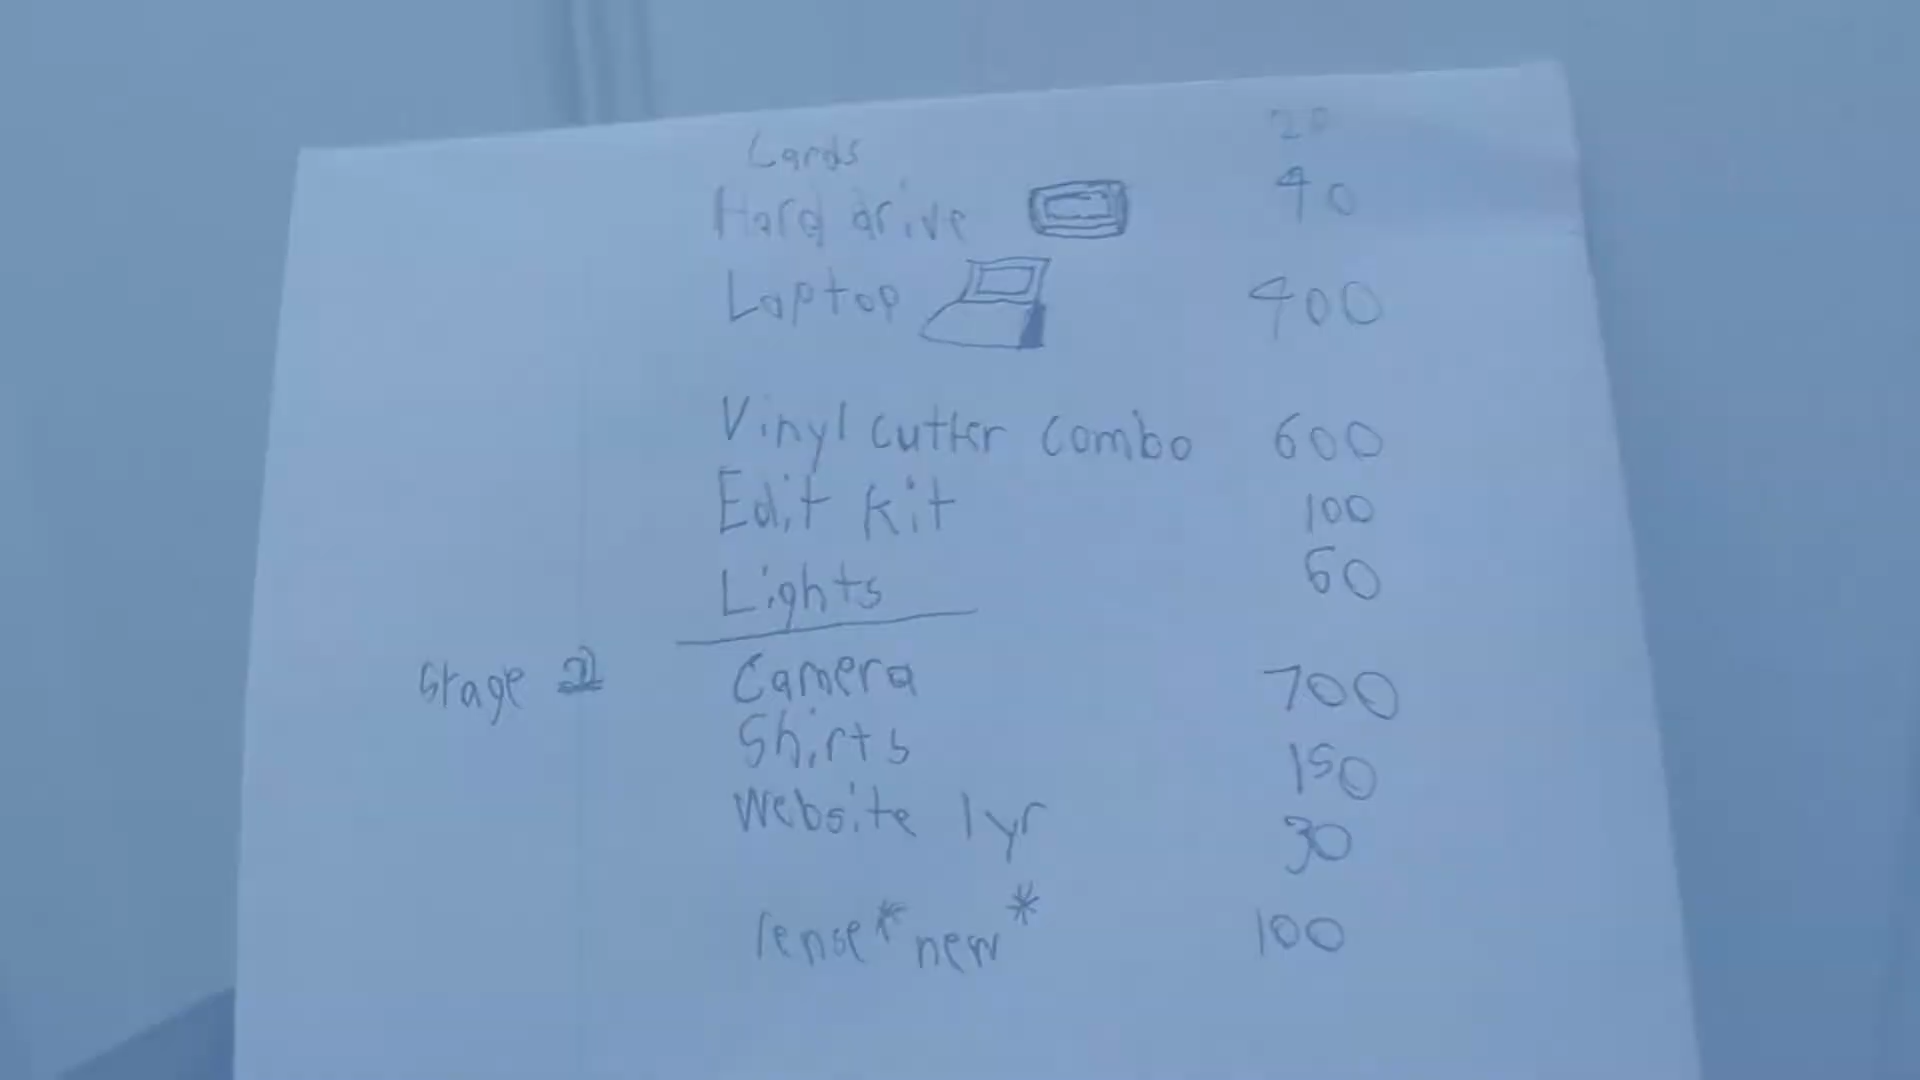 Cards 20
Hard drive 40
Laptop 400
Vinyl cutter combo 600
Edit kit 100
Lights 60
Stage 2 Camera 700
Shirts 150
Website 1yr 30
lense *new* 100